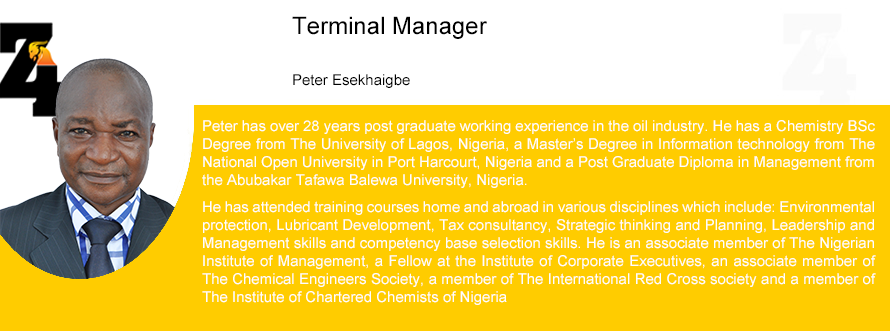 74
Terminal Manager
Peter Esekhaigbe
Peter has over 28 years post graduate working experience in the oil industry. He has a Chemistry BSc
Degree from The University of Lagos, Nigeria, a Master's Degree in Information technology from The
National Open University in Port Harcourt, Nigeria and a Post Graduate Diploma in Management from
the Abubakar Tafawa Balewa University, Nigeria.
He has attended training courses home and abroad in various disciplines which include: Environmental
protection, Lubricant Development, Tax consultancy, Strategic thinking and Planning, Leadership and
Management skills and competency base selection skills. He is an associate member of The Nigerian
Institute of Management, a Fellow at the Institute of Corporate Executives, an associate member of
The Chemical Engineers Society, a member of The International Red Cross society and a member of
The Institute of Chartered Chemists of Nigeria